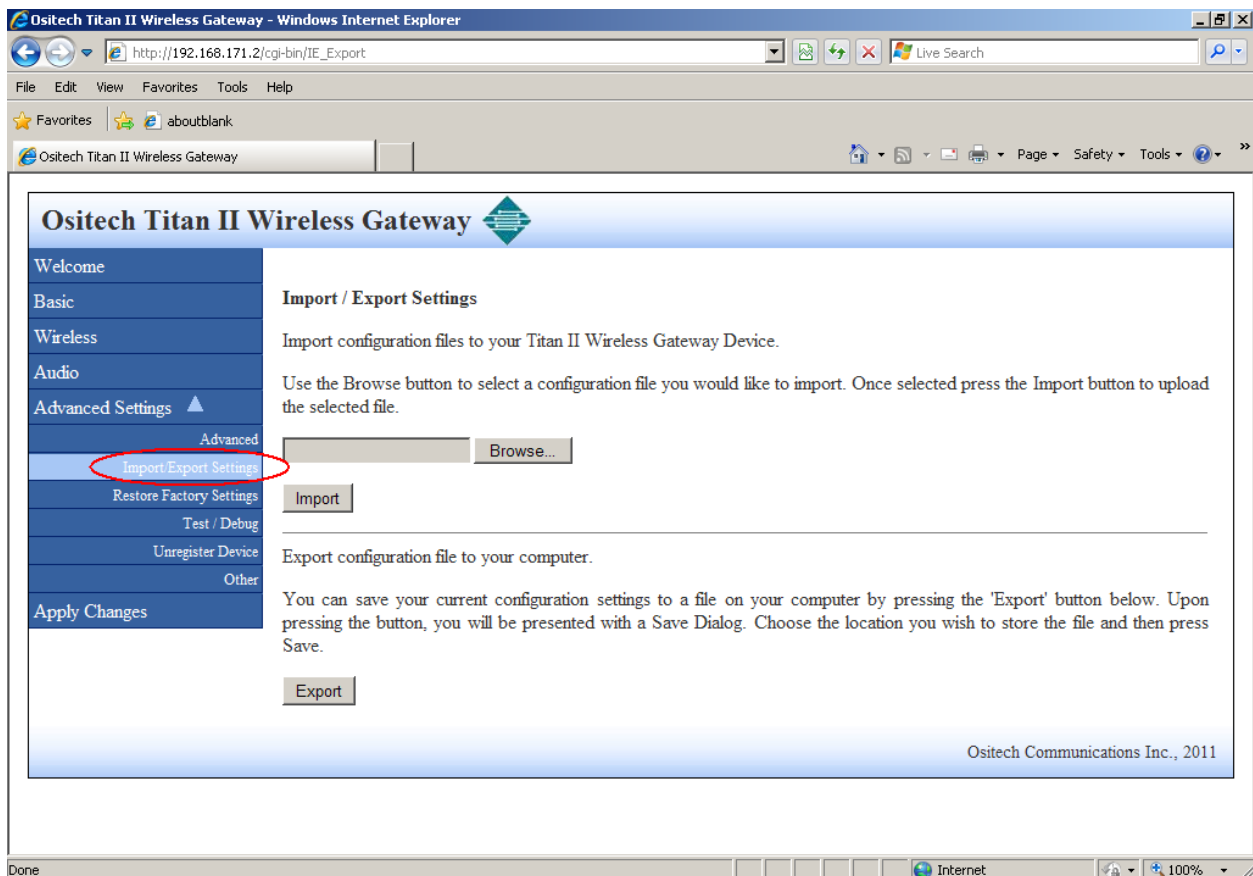 Ositech Titan II Wireless Gateway - Windows Internet Explorer
http://192.168.171.2/cgi-bin/IE_Export
Live Search
File Edit View Favorites Tools Help
Favorites aboutblank
Ositech Titan II Wireless Gateway
Page Safety Tools
Ositech Titan II Wireless Gateway
Welcome
Basic
Wireless
Audio
Advanced Settings
Advanced
Import/Export Settings
Restore Factory Settings
Test / Debug
Unregister Device
Other
Apply Changes
Import / Export Settings
Import configuration files to your Titan II Wireless Gateway Device.
Use the Browse button to select a configuration file you would like to import. Once selected press the Import button to upload
the selected file.
Browse...
Import
Export configuration file to your computer.
You can save your current configuration settings to a file on your computer by pressing the 'Export' button below. Upon
pressing the button, you will be presented with a Save Dialog. Choose the location you wish to store the file and then press
Save.
Export
Ositech Communications Inc., 2011
Done
Internet
100%